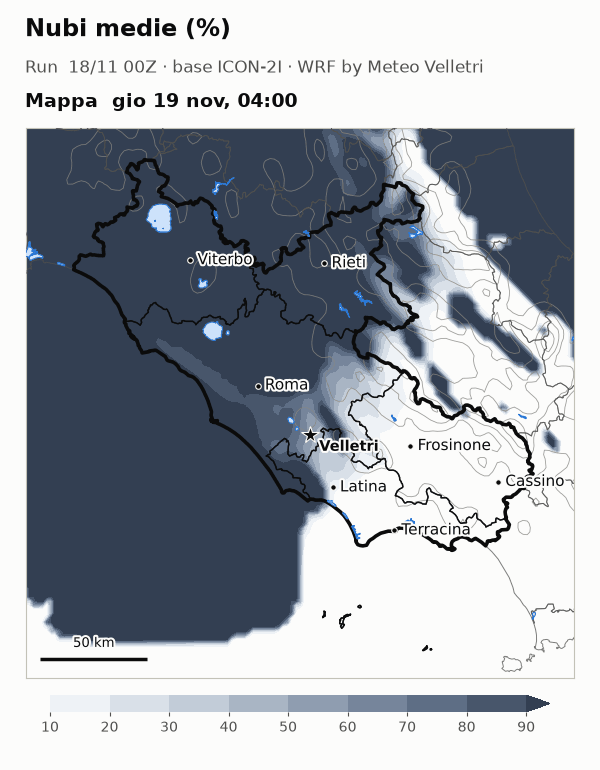 Nubi medie (%)
Run  18/11 00Z · base ICON-2I · WRF by Meteo Velletri
Mappa  gio 19 nov, 04:00
Viterbo
Rieti
Roma
Velletri
Frosinone
Cassino
Latina
Terracina
50 km
10 20 30 40 50 60 70 80 90